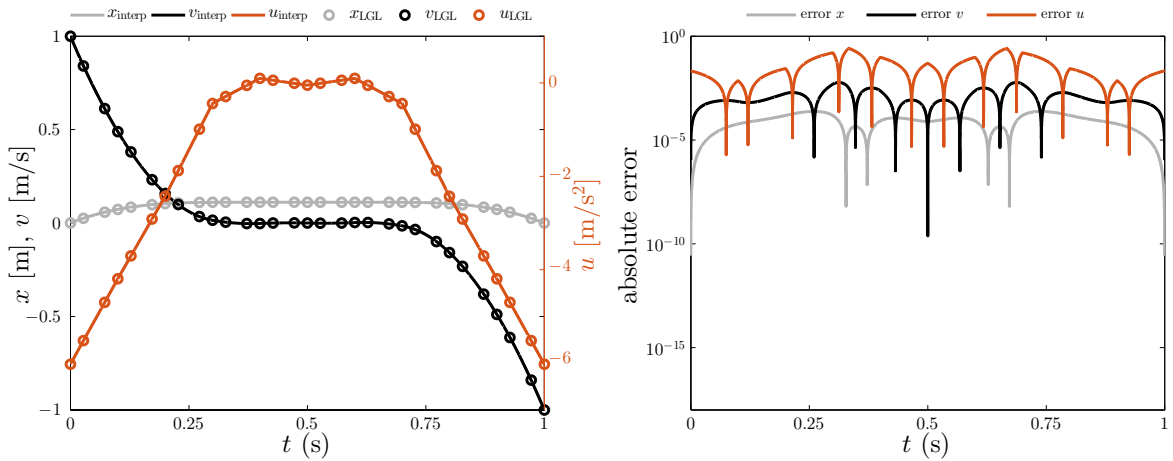 x_interp v_interp u_interp x_LGL v_LGL u_LGL
1
0.5
0
−0.5
−1
x [m], v [m/s]
0
−2
−4
−6
u [m/s²]
0 0.25 0.5 0.75 1
t (s)
error x error v error u
10⁰
10⁻⁵
10⁻¹⁰
10⁻¹⁵
absolute error
0 0.25 0.5 0.75 1
t (s)